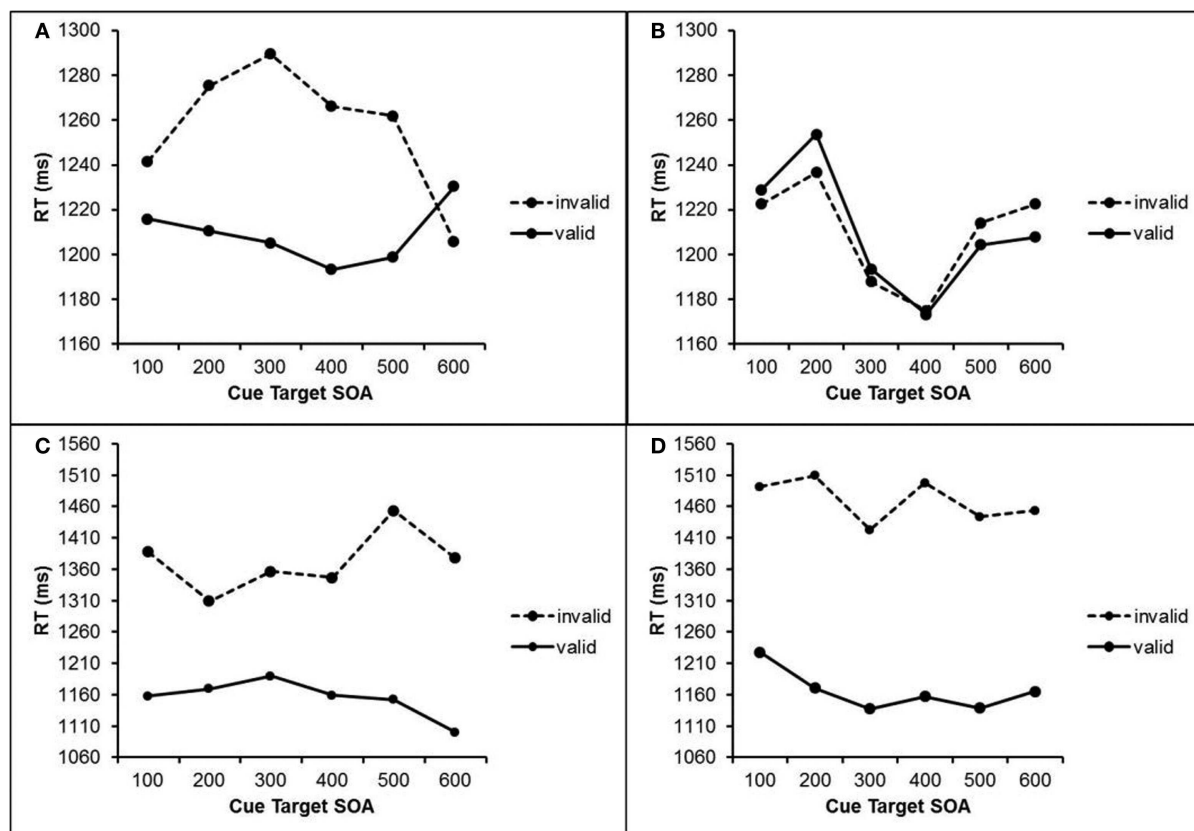 A
1300
1280
1260
1240
1220
1200
1180
1160
RT (ms)
100 200 300 400 500 600
Cue Target SOA
invalid
valid
B
1300
1280
1260
1240
1220
1200
1180
1160
RT (ms)
100 200 300 400 500 600
Cue Target SOA
invalid
valid
C
1560
1510
1460
1410
1360
1310
1260
1210
1160
1110
1060
RT (ms)
100 200 300 400 500 600
Cue Target SOA
invalid
valid
D
1560
1510
1460
1410
1360
1310
1260
1210
1160
1110
1060
RT (ms)
100 200 300 400 500 600
Cue Target SOA
invalid
valid